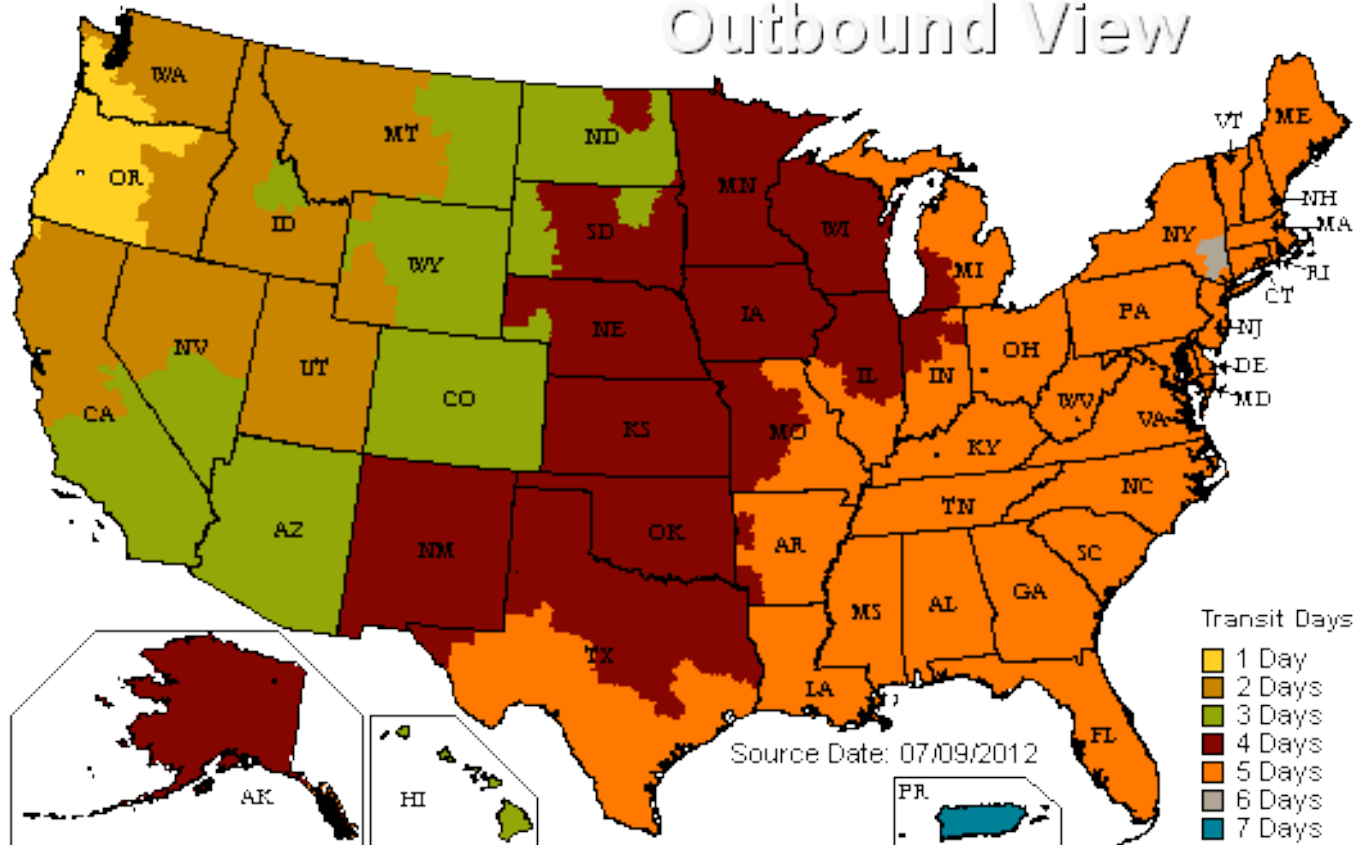 Outbound View
WA
MT
ND
MN
VT
ME
OR
ID
SD
WI
NH
MA
NY
WY
MI
RI
CT
IA
PA
NE
NJ
NV
UT
OH
DE
IL
IN
CO
WV
MD
CA
VA
KS
MO
KY
NC
TN
AZ
OK
NM
AR
SC
GA
MS
AL
Transit Days
TX
1 Day
LA
2 Days
3 Days
FL
4 Days
Source Date: 07/09/2012
5 Days
AK
HI
PR
6 Days
7 Days